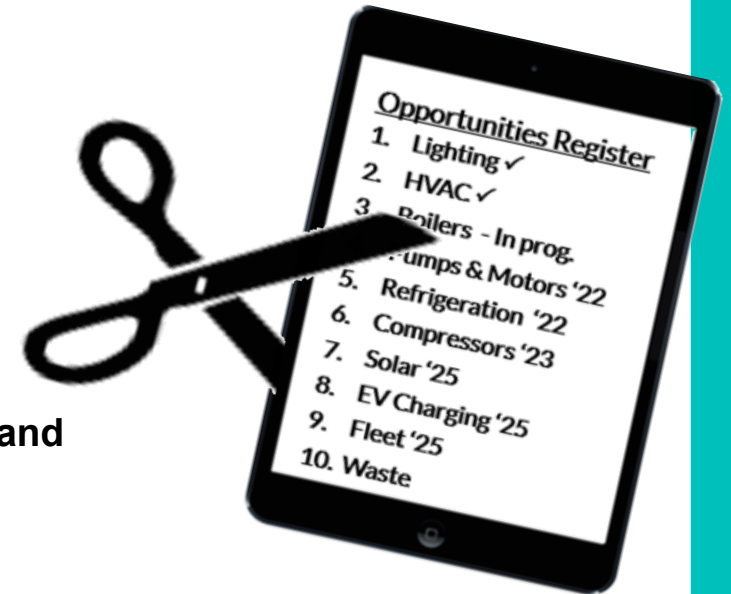 Opportunities Register
1. Lighting ✓
2. HVAC ✓
3. Boilers - In prog.
Pumps & Motors ‘22
5. Refrigeration ‘22
6. Compressors ‘23
7. Solar ‘25
8. EV Charging ‘25
9. Fleet ‘25
10. Waste
and